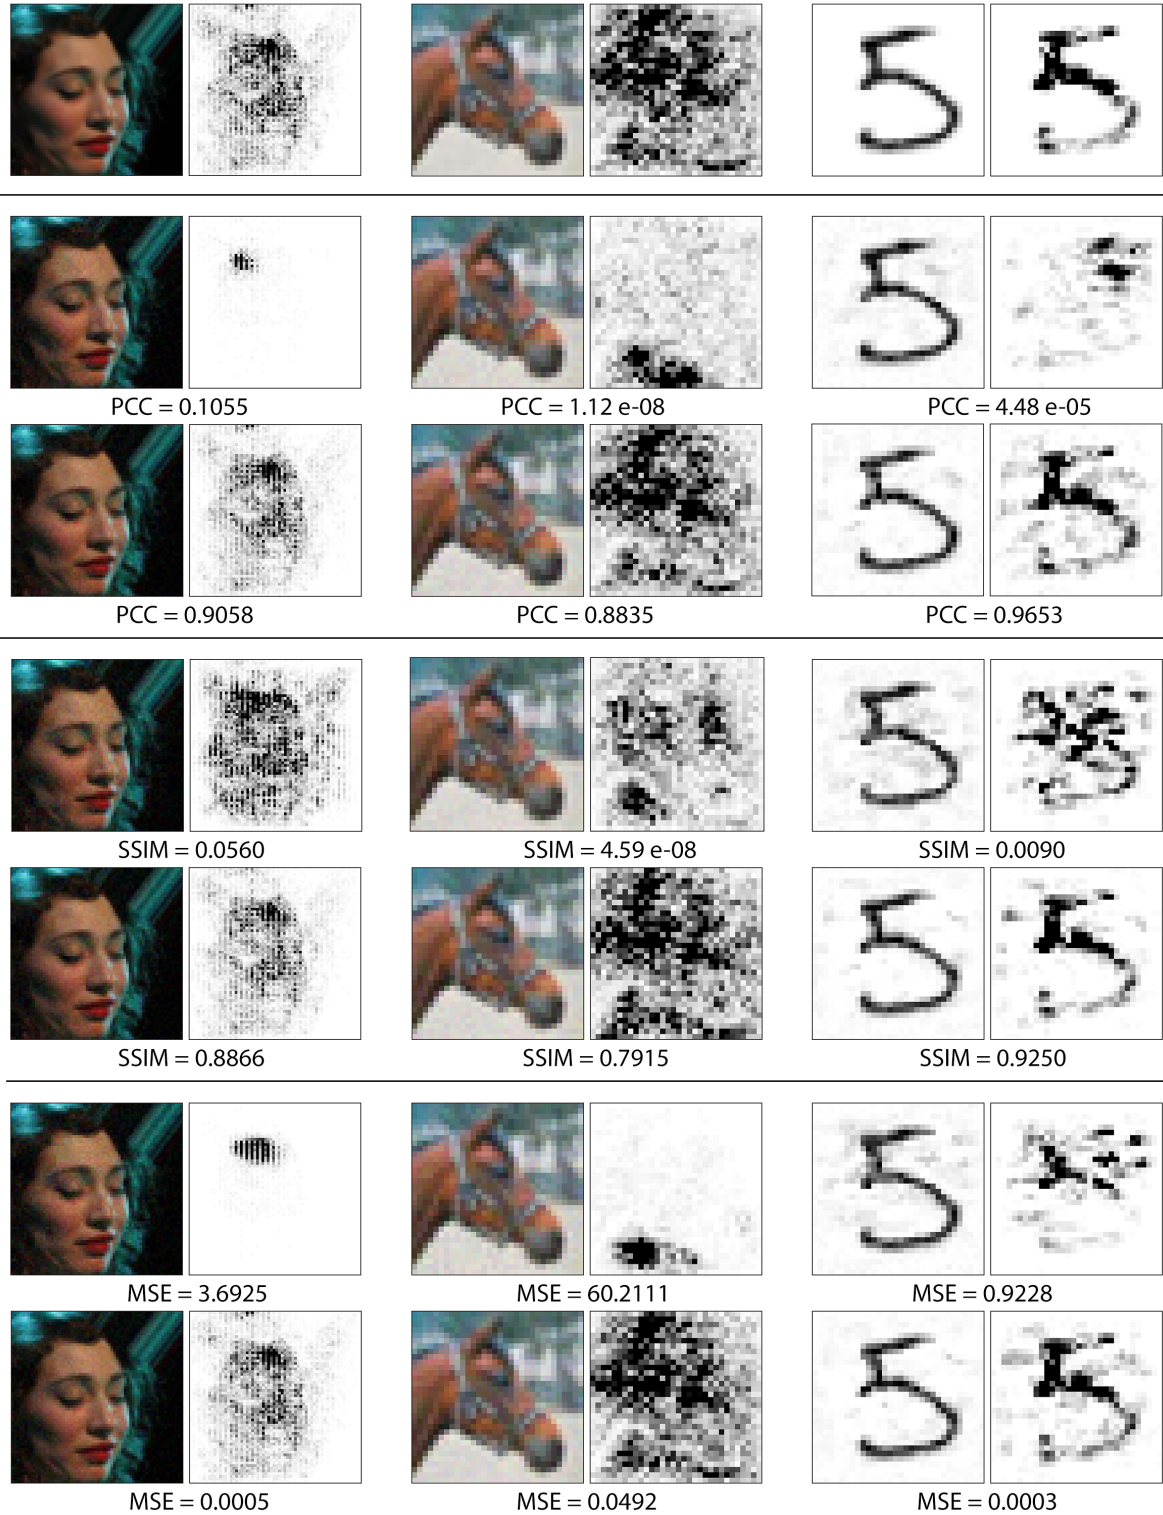 5
PCC = 0.1055 PCC = 1.12 e-08 PCC = 4.48 e-05
PCC = 0.9058 PCC = 0.8835 PCC = 0.9653
SSIM = 0.0560 SSIM = 4.59 e-08 SSIM = 0.0090
SSIM = 0.8866 SSIM = 0.7915 SSIM = 0.9250
MSE = 3.6925 MSE = 60.2111 MSE = 0.9228
MSE = 0.0005 MSE = 0.0492 MSE = 0.0003